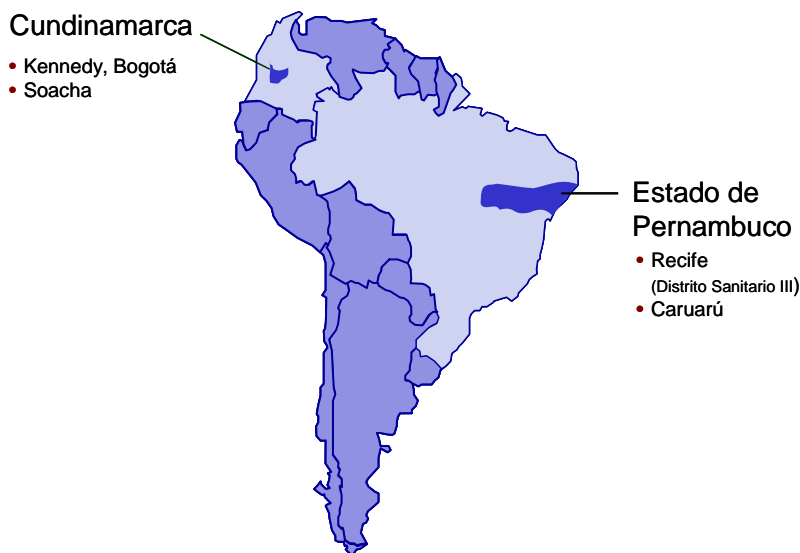 Cundinamarca
• Kennedy, Bogotá
• Soacha
Estado de
Pernambuco
• Recife
(Distrito Sanitario III)
• Caruarú